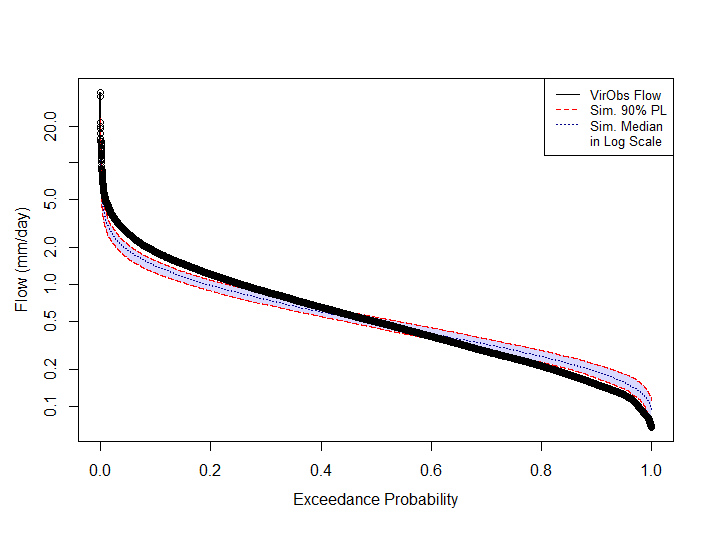 VirObs Flow
Sim. 90% PL
Sim. Median
in Log Scale
Flow (mm/day)
20.0
5.0
2.0
1.0
0.5
0.2
0.1
0.0 0.2 0.4 0.6 0.8 1.0
Exceedance Probability